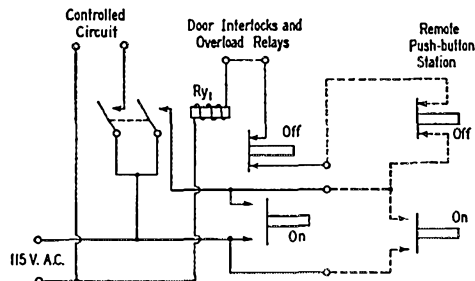 Controlled
Circuit
Door Interlocks and
Overload Relays
Remote
Push-button
Station
Ry1
Off
Off
On
On
115 V. A.C.